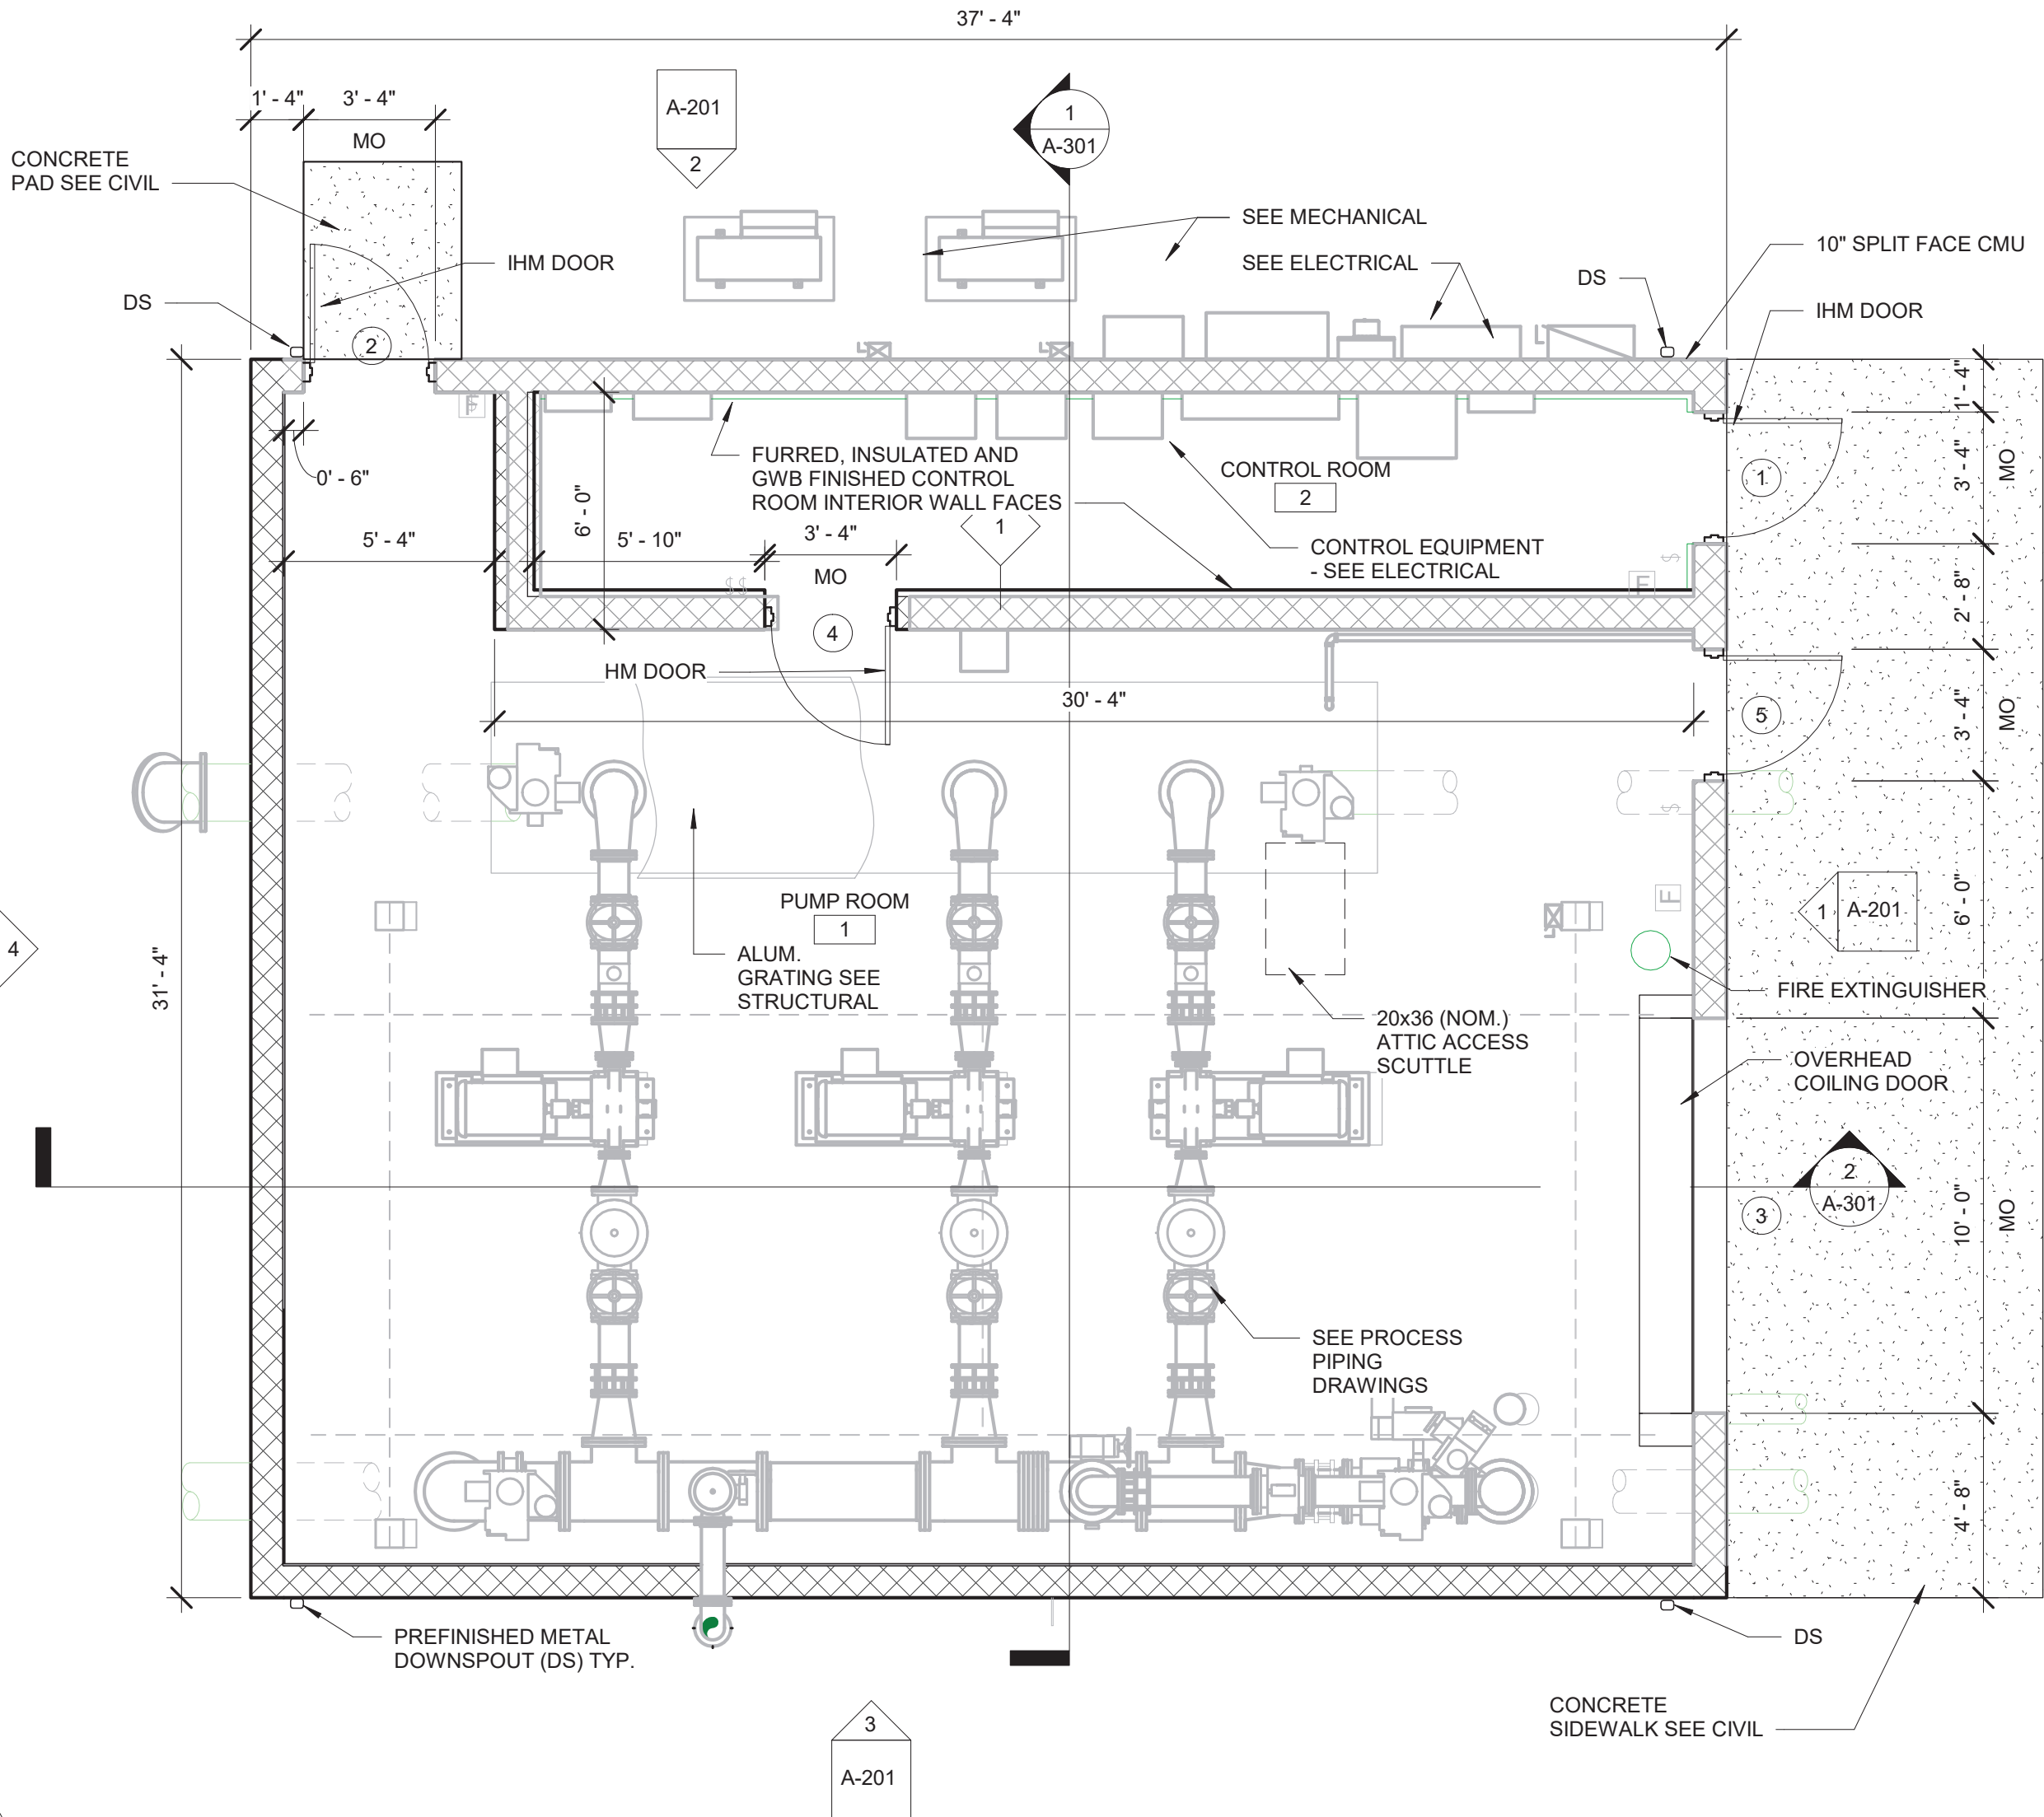 37' - 4"
1' - 4"
3' - 4"
MO
A-201
2
1
A-301
CONCRETE
PAD SEE CIVIL
SEE MECHANICAL
SEE ELECTRICAL
10" SPLIT FACE CMU
IHM DOOR
DS
DS
IHM DOOR
2
1' - 4"
F
0' - 6"
FURRED, INSULATED AND
GWB FINISHED CONTROL
ROOM INTERIOR WALL FACES
CONTROL ROOM
2
1
3' - 4"
MO
6' - 0"
5' - 4"
5' - 10"
3' - 4"
MO
1
CONTROL EQUIPMENT
- SEE ELECTRICAL
$
$ $
F
2' - 8"
4
HM DOOR
30' - 4"
5
3' - 4"
MO
$
PUMP ROOM
1
F
1
A-201
6' - 0"
4
31' - 4"
ALUM.
GRATING SEE
STRUCTURAL
FIRE EXTINGUISHER
20x36 (NOM.)
ATTIC ACCESS
SCUTTLE
OVERHEAD
COILING DOOR
2
A-301
3
10' - 0"
MO
SEE PROCESS
PIPING
DRAWINGS
4' - 8"
PREFINISHED METAL
DOWNSPOUT (DS) TYP.
DS
CONCRETE
SIDEWALK SEE CIVIL
3
A-201